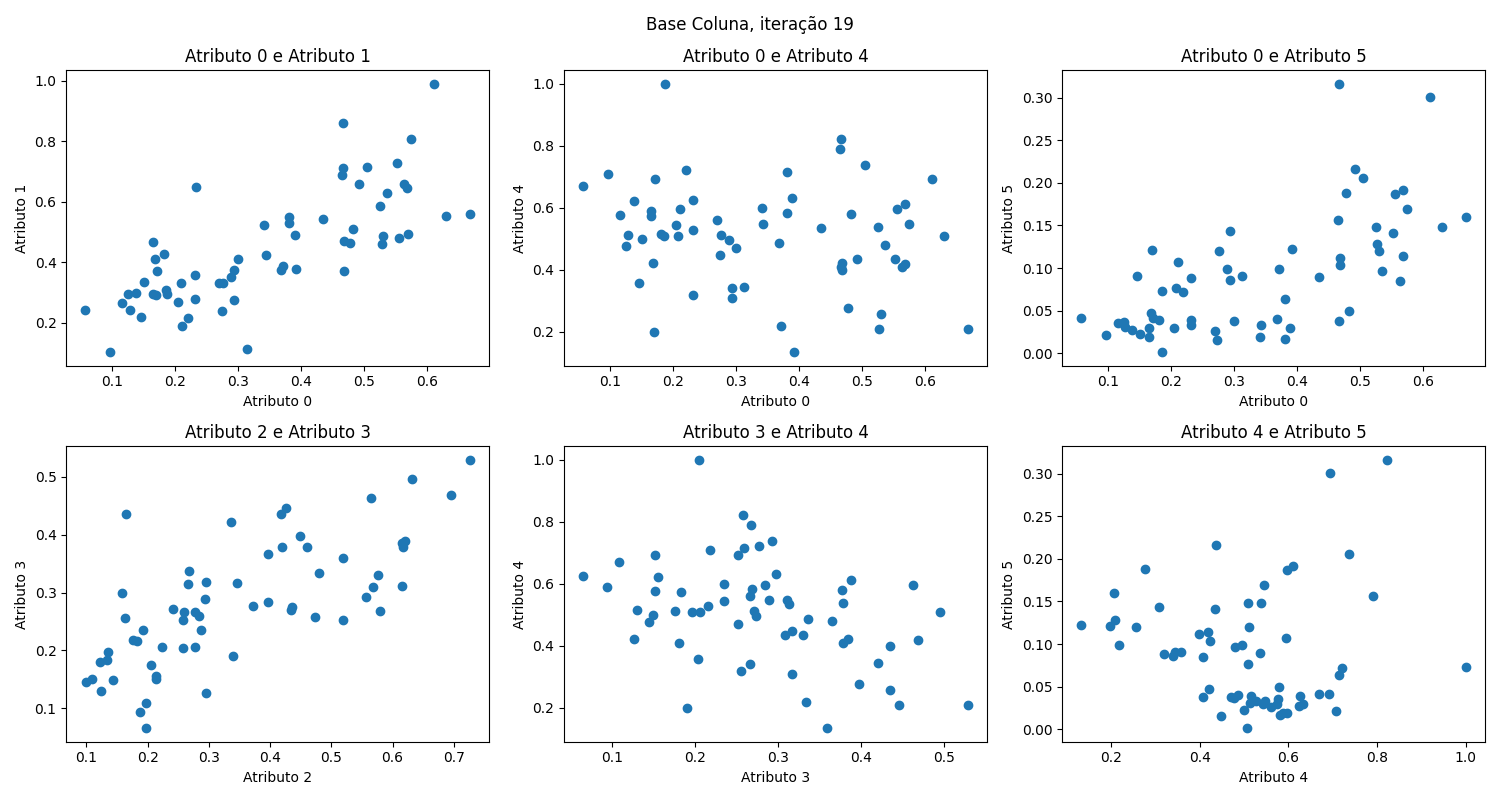 Base Coluna, iteração 19
Atributo 0 e Atributo 1
Atributo 1
1.0
0.8
0.6
0.4
0.2
0.1 0.2 0.3 0.4 0.5 0.6
Atributo 0
Atributo 0 e Atributo 4
Atributo 4
1.0
0.8
0.6
0.4
0.2
0.1 0.2 0.3 0.4 0.5 0.6
Atributo 0
Atributo 0 e Atributo 5
Atributo 5
0.30
0.25
0.20
0.15
0.10
0.05
0.00
0.1 0.2 0.3 0.4 0.5 0.6
Atributo 0
Atributo 2 e Atributo 3
Atributo 3
0.5
0.4
0.3
0.2
0.1
0.1 0.2 0.3 0.4 0.5 0.6 0.7
Atributo 2
Atributo 3 e Atributo 4
Atributo 4
1.0
0.8
0.6
0.4
0.2
0.1 0.2 0.3 0.4 0.5
Atributo 3
Atributo 4 e Atributo 5
Atributo 5
0.30
0.25
0.20
0.15
0.10
0.05
0.00
0.2 0.4 0.6 0.8 1.0
Atributo 4